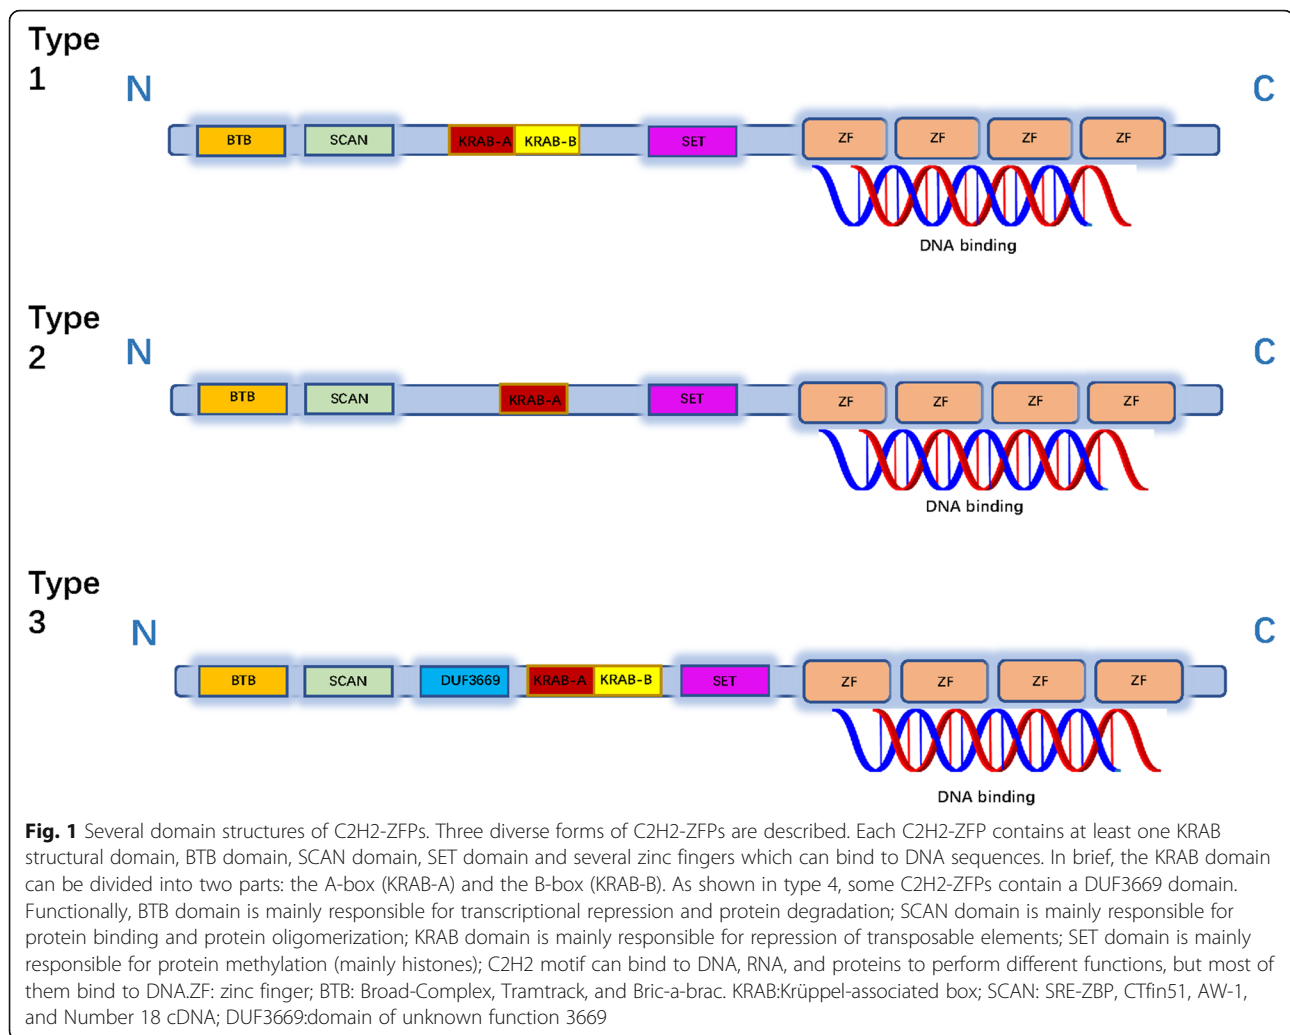 Type
1
N
C
BTB
SCAN
KRAB-A
KRAB-B
SET
ZF
ZF
ZF
ZF
DNA binding
Type
2
N
C
BTB
SCAN
KRAB-A
SET
ZF
ZF
ZF
ZF
DNA binding
Type
3
N
C
BTB
SCAN
DUF3669
KRAB-A
KRAB-B
SET
ZF
ZF
ZF
ZF
DNA binding
Fig. 1 Several domain structures of C2H2-ZFPs. Three diverse forms of C2H2-ZFPs are described. Each C2H2-ZFP contains at least one KRAB
structural domain, BTB domain, SCAN domain, SET domain and several zinc fingers which can bind to DNA sequences. In brief, the KRAB domain
can be divided into two parts: the A-box (KRAB-A) and the B-box (KRAB-B). As shown in type 4, some C2H2-ZFPs contain a DUF3669 domain.
Functionally, BTB domain is mainly responsible for transcriptional repression and protein degradation; SCAN domain is mainly responsible for
protein binding and protein oligomerization; KRAB domain is mainly responsible for repression of transposable elements; SET domain is mainly
responsible for protein methylation (mainly histones); C2H2 motif can bind to DNA, RNA, and proteins to perform different functions, but most of
them bind to DNA.ZF: zinc finger; BTB: Broad-Complex, Tramtrack, and Bric-a-brac. KRAB:Krüppel-associated box; SCAN: SRE-ZBP, CTfin51, AW-1,
and Number 18 cDNA; DUF3669:domain of unknown function 3669